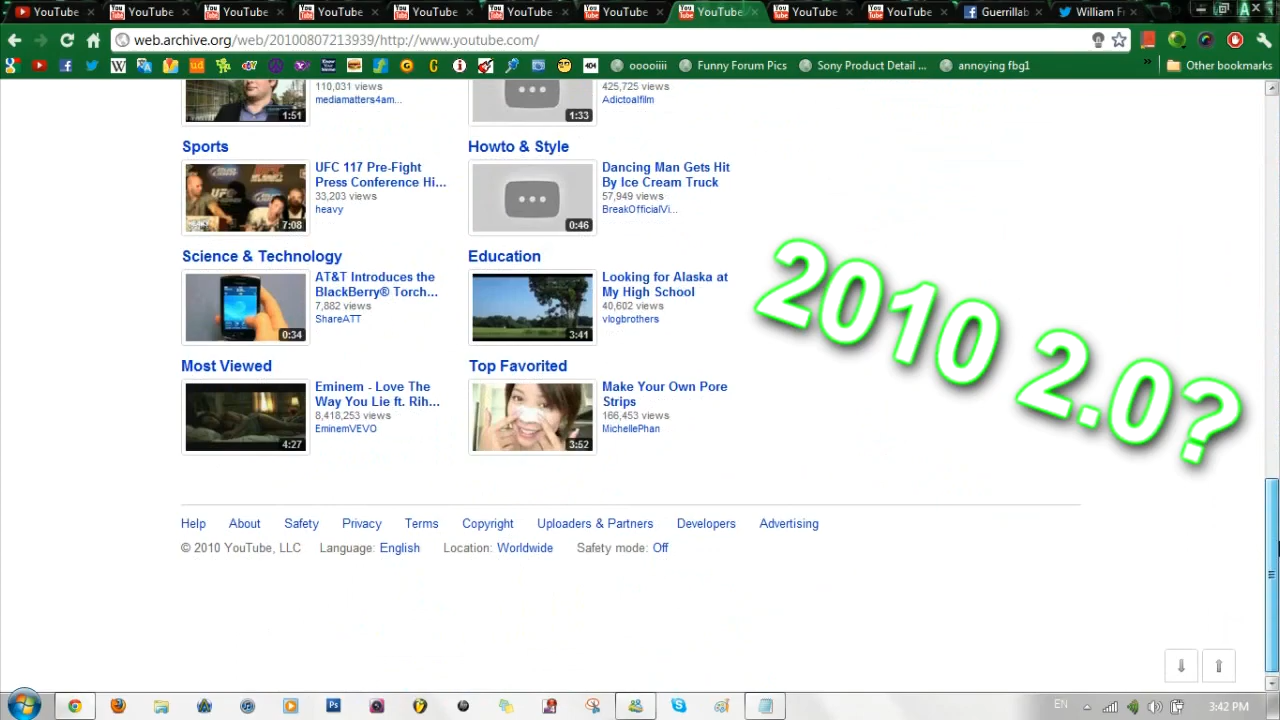 YouTube
YouTube
YouTube
YouTube
YouTube
YouTube
YouTube
YouTube
YouTube
YouTube
Guerrilla
William Fr
web.archive.org/web/20100807213939/http://www.youtube.com/
ooooiiii
Funny Forum Pics
Sony Product Detail ...
annoying fbg1
Other bookmarks
110,031 views
mediamatters4am...
1:51
425,725 views
Adictoalfilm
1:33
Sports
UFC 117 Pre-Fight
Press Conference Hi...
33,203 views
heavy
7:08
Howto & Style
Dancing Man Gets Hit
By Ice Cream Truck
57,949 views
BreakOfficialVi...
0:46
Science & Technology
AT&T Introduces the
BlackBerry® Torch...
7,882 views
ShareATT
0:34
Education
Looking for Alaska at
My High School
40,602 views
vlogbrothers
3:41
2010 2.0?
Most Viewed
Eminem - Love The
Way You Lie ft. Rih...
8,418,253 views
EminemVEVO
4:27
Top Favorited
Make Your Own Pore
Strips
166,453 views
MichellePhan
3:52
Help About Safety Privacy Terms Copyright Uploaders & Partners Developers Advertising
© 2010 YouTube, LLC Language: English Location: Worldwide Safety mode: Off
EN
3:42 PM